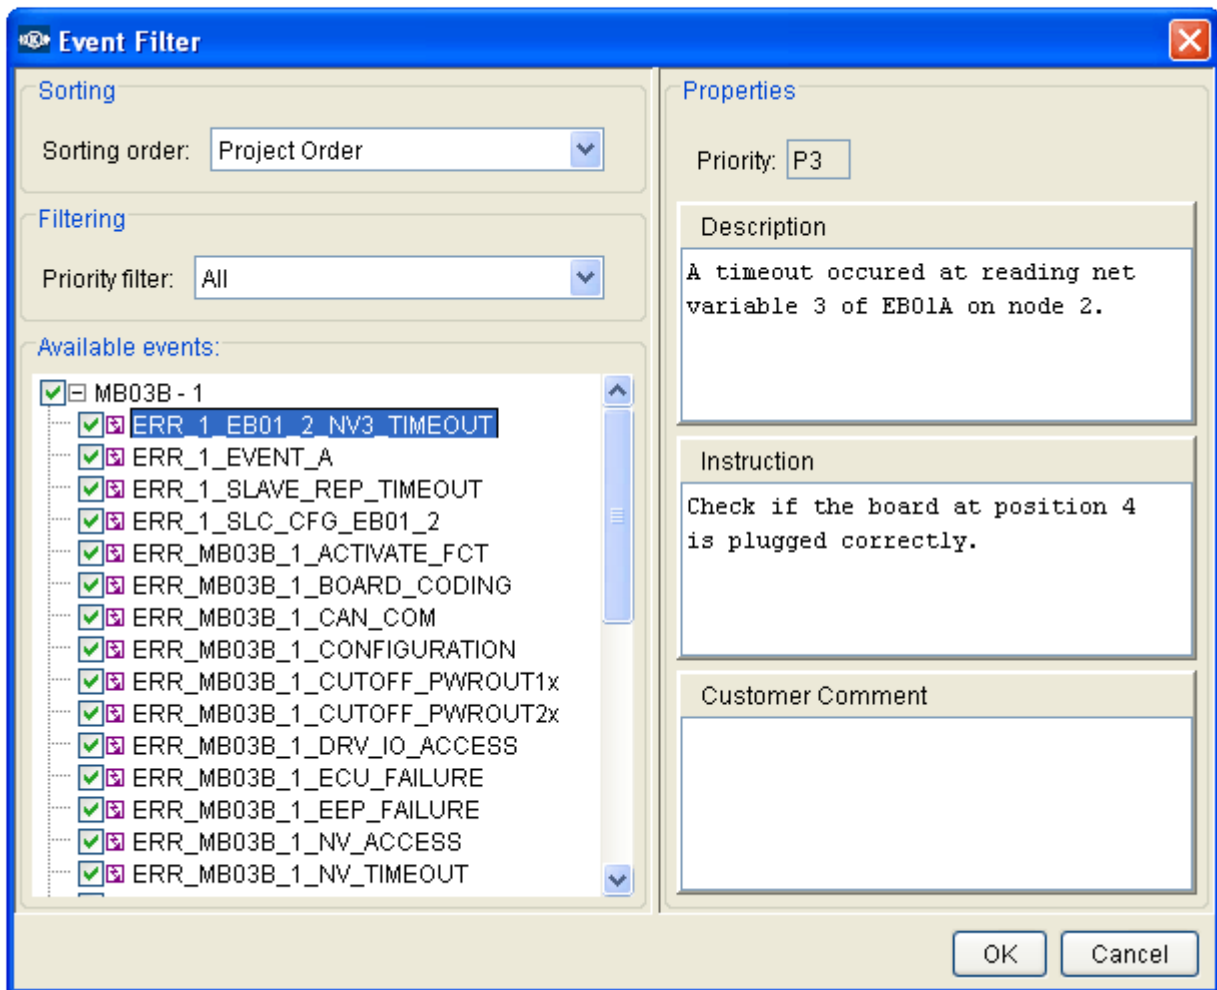 Event Filter
Sorting
Sorting order: Project Order
Filtering
Priority filter: All
Available events:
MB03B - 1
ERR_1_EB01_2_NV3_TIMEOUT
ERR_1_EVENT_A
ERR_1_SLAVE_REP_TIMEOUT
ERR_1_SLC_CFG_EB01_2
ERR_MB03B_1_ACTIVATE_FCT
ERR_MB03B_1_BOARD_CODING
ERR_MB03B_1_CAN_COM
ERR_MB03B_1_CONFIGURATION
ERR_MB03B_1_CUTOFF_PWROUT1x
ERR_MB03B_1_CUTOFF_PWROUT2x
ERR_MB03B_1_DRV_IO_ACCESS
ERR_MB03B_1_ECU_FAILURE
ERR_MB03B_1_EEP_FAILURE
ERR_MB03B_1_NV_ACCESS
ERR_MB03B_1_NV_TIMEOUT
Properties
Priority: P3
Description
A timeout occured at reading net
variable 3 of EB01A on node 2.
Instruction
Check if the board at position 4
is plugged correctly.
Customer Comment
OK
Cancel